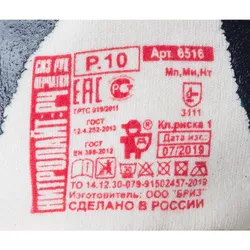 СИЗ РУК
ПЕРЧАТКИ
НИТРОЛАЙТ РЧ
Р.10
Арт. 6516
Ми, Мп, Нт
ЕАС
ТРТС 019/2011
3111
ГОСТ
12.4.252-2013
ГОСТ
EN 388-2012
Кл.риска 1
Дата изг.
07/2019
ТО 14.12.30-079-91502457-2019
Изготовитель: ООО "БРИЗ"
СДЕЛАНО В РОССИИ